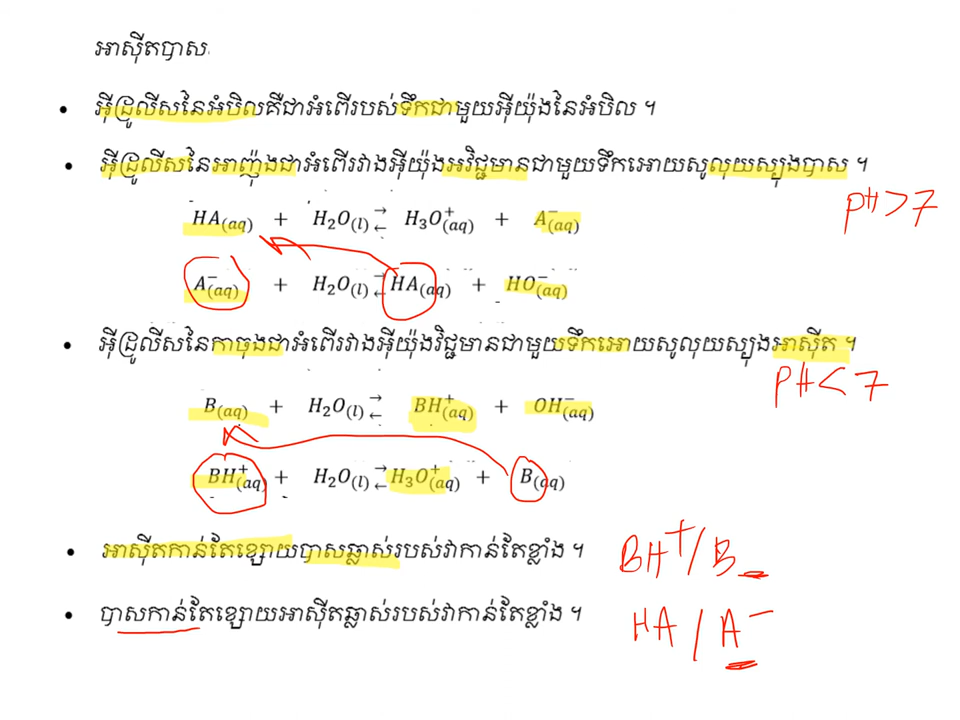 អាស៊ីតបាស
• អ៊ីដ្រូលីសនៃអំបិលគឺជាអំពើរបស់ទឹកជាមួយអ៊ីយ៉ុងនៃអំបិល ។
• អ៊ីដ្រូលីសនៃអាញ៉ុងជាអំពើរវាងអ៊ីយ៉ុងអវិជ្ជមានជាមួយទឹកអោយសូលុយស្យុងបាស ។
pH > 7
HA(aq) + H₂O(l) ⇄ H₃O⁺(aq) + A⁻(aq)
A⁻(aq) + H₂O(l) ⇄ HA(aq) + HO⁻(aq)
• អ៊ីដ្រូលីសនៃកាចុងជាអំពើរវាងអ៊ីយ៉ុងវិជ្ជមានជាមួយទឹកអោយសូលុយស្យុងអាស៊ីត ។
pH < 7
B(aq) + H₂O(l) ⇄ BH⁺(aq) + OH⁻(aq)
BH⁺(aq) + H₂O(l) ⇄ H₃O⁺(aq) + B(aq)
• អាស៊ីតកាន់តែខ្សោយបាសឆ្លាស់របស់វាកាន់តែខ្លាំង ។
BH⁺/B
• បាសកាន់តែខ្សោយអាស៊ីតឆ្លាស់របស់វាកាន់តែខ្លាំង ។
HA/A⁻